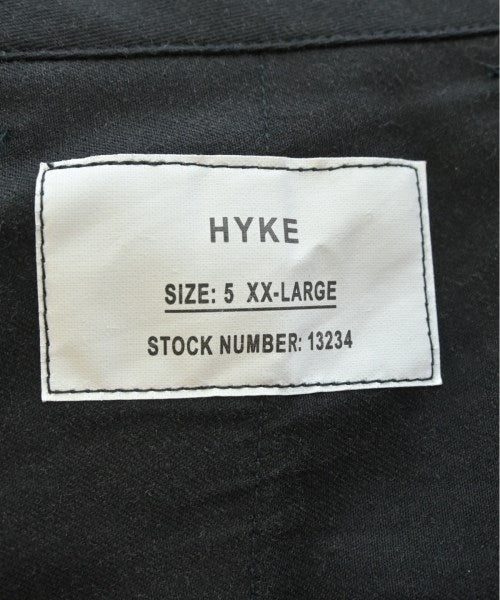 HYKE
SIZE: 5 XX-LARGE
STOCK NUMBER: 13234